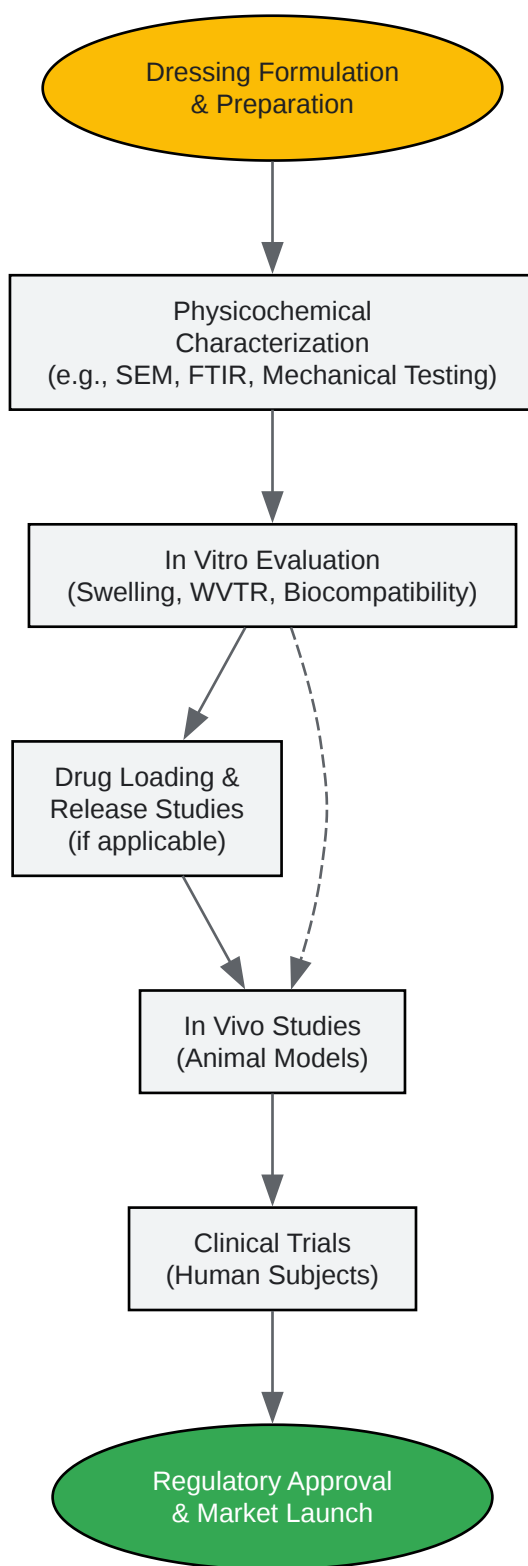 Dressing Formulation
& Preparation
Physicochemical
Characterization
(e.g., SEM, FTIR, Mechanical Testing)
In Vitro Evaluation
(Swelling, WVTR, Biocompatibility)
Drug Loading &
Release Studies
(if applicable)
In Vivo Studies
(Animal Models)
Clinical Trials
(Human Subjects)
Regulatory Approval
& Market Launch